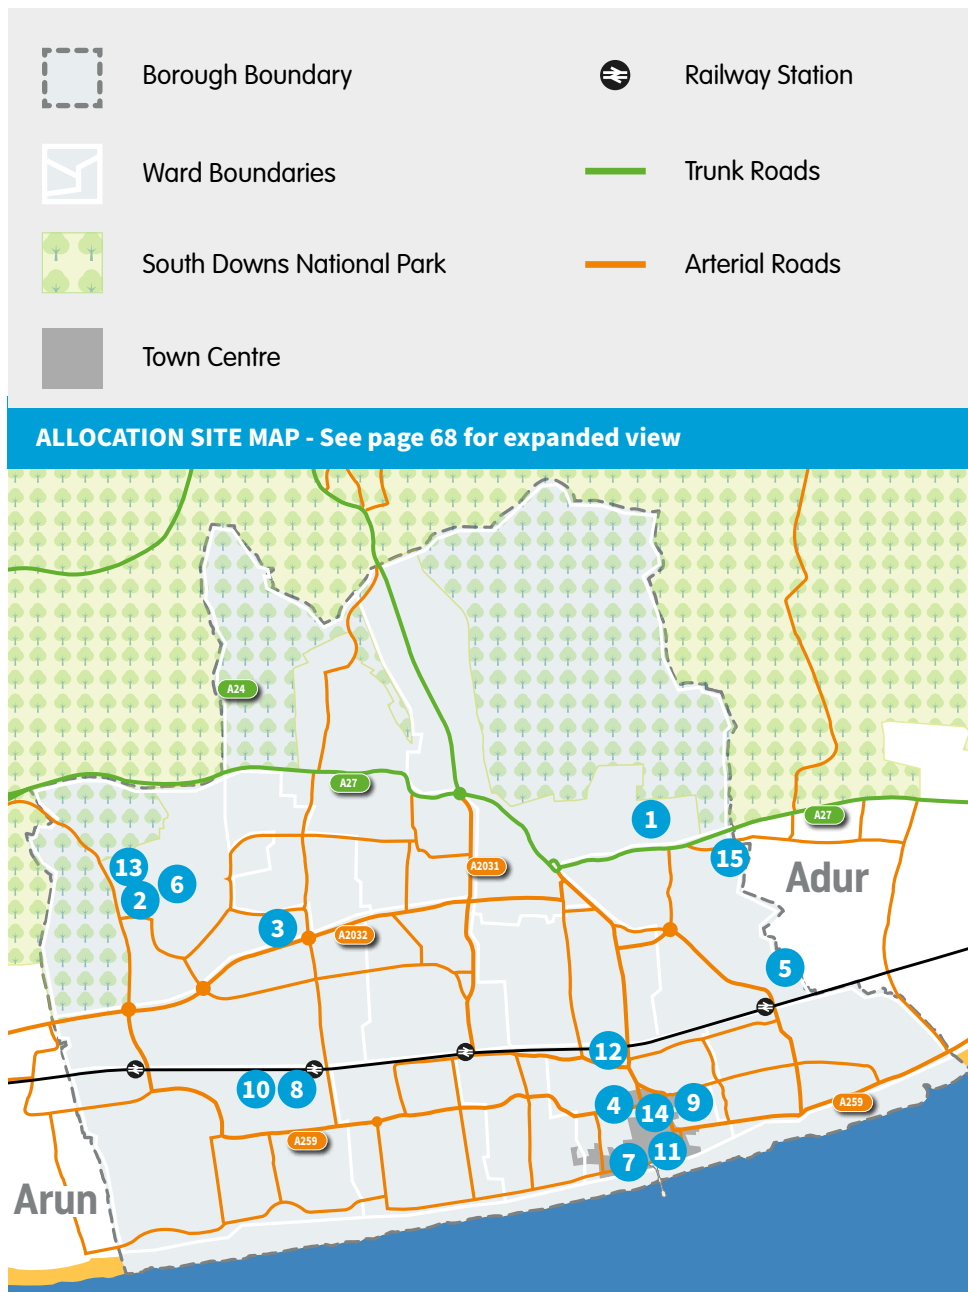 Borough Boundary
Railway Station
Ward Boundaries
Trunk Roads
South Downs National Park
Arterial Roads
Town Centre
ALLOCATION SITE MAP - See page 68 for expanded view
A24
A27
A27
1
15
Adur
13
6
2
A2031
3
A2032
5
12
10
8
4
14
9
A259
A259
11
7
Arun